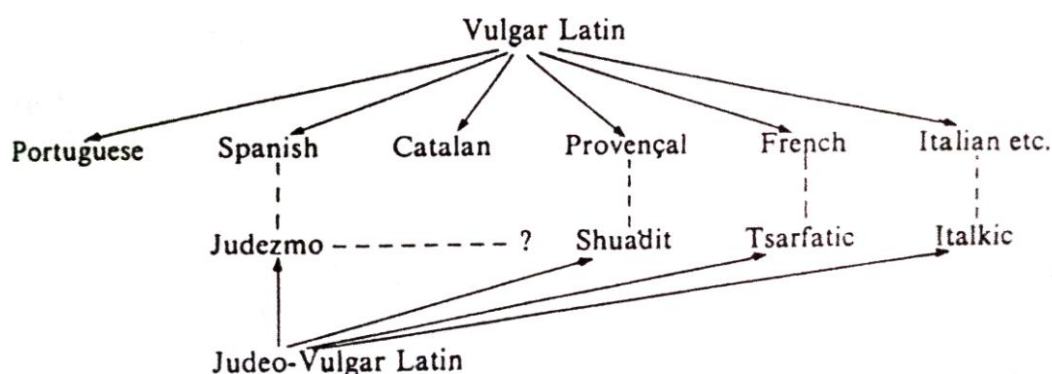 Vulgar Latin
Portuguese Spanish Catalan Provençal French Italian etc.
Judezmo ? Shuadit Tsarfatic Italkic
Judeo-Vulgar Latin